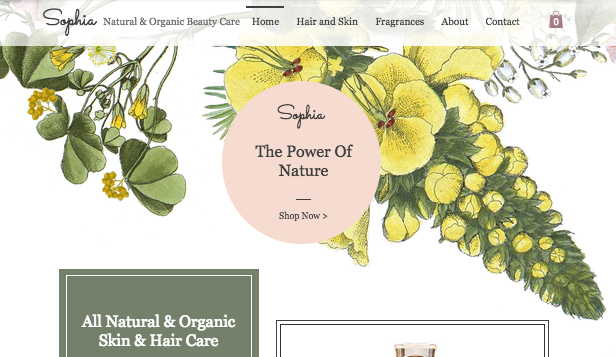 Sophia Natural & Organic Beauty Care Home Hair and Skin Fragrances About Contact 0
Sophia
The Power Of
Nature
Shop Now >
All Natural & Organic
Skin & Hair Care